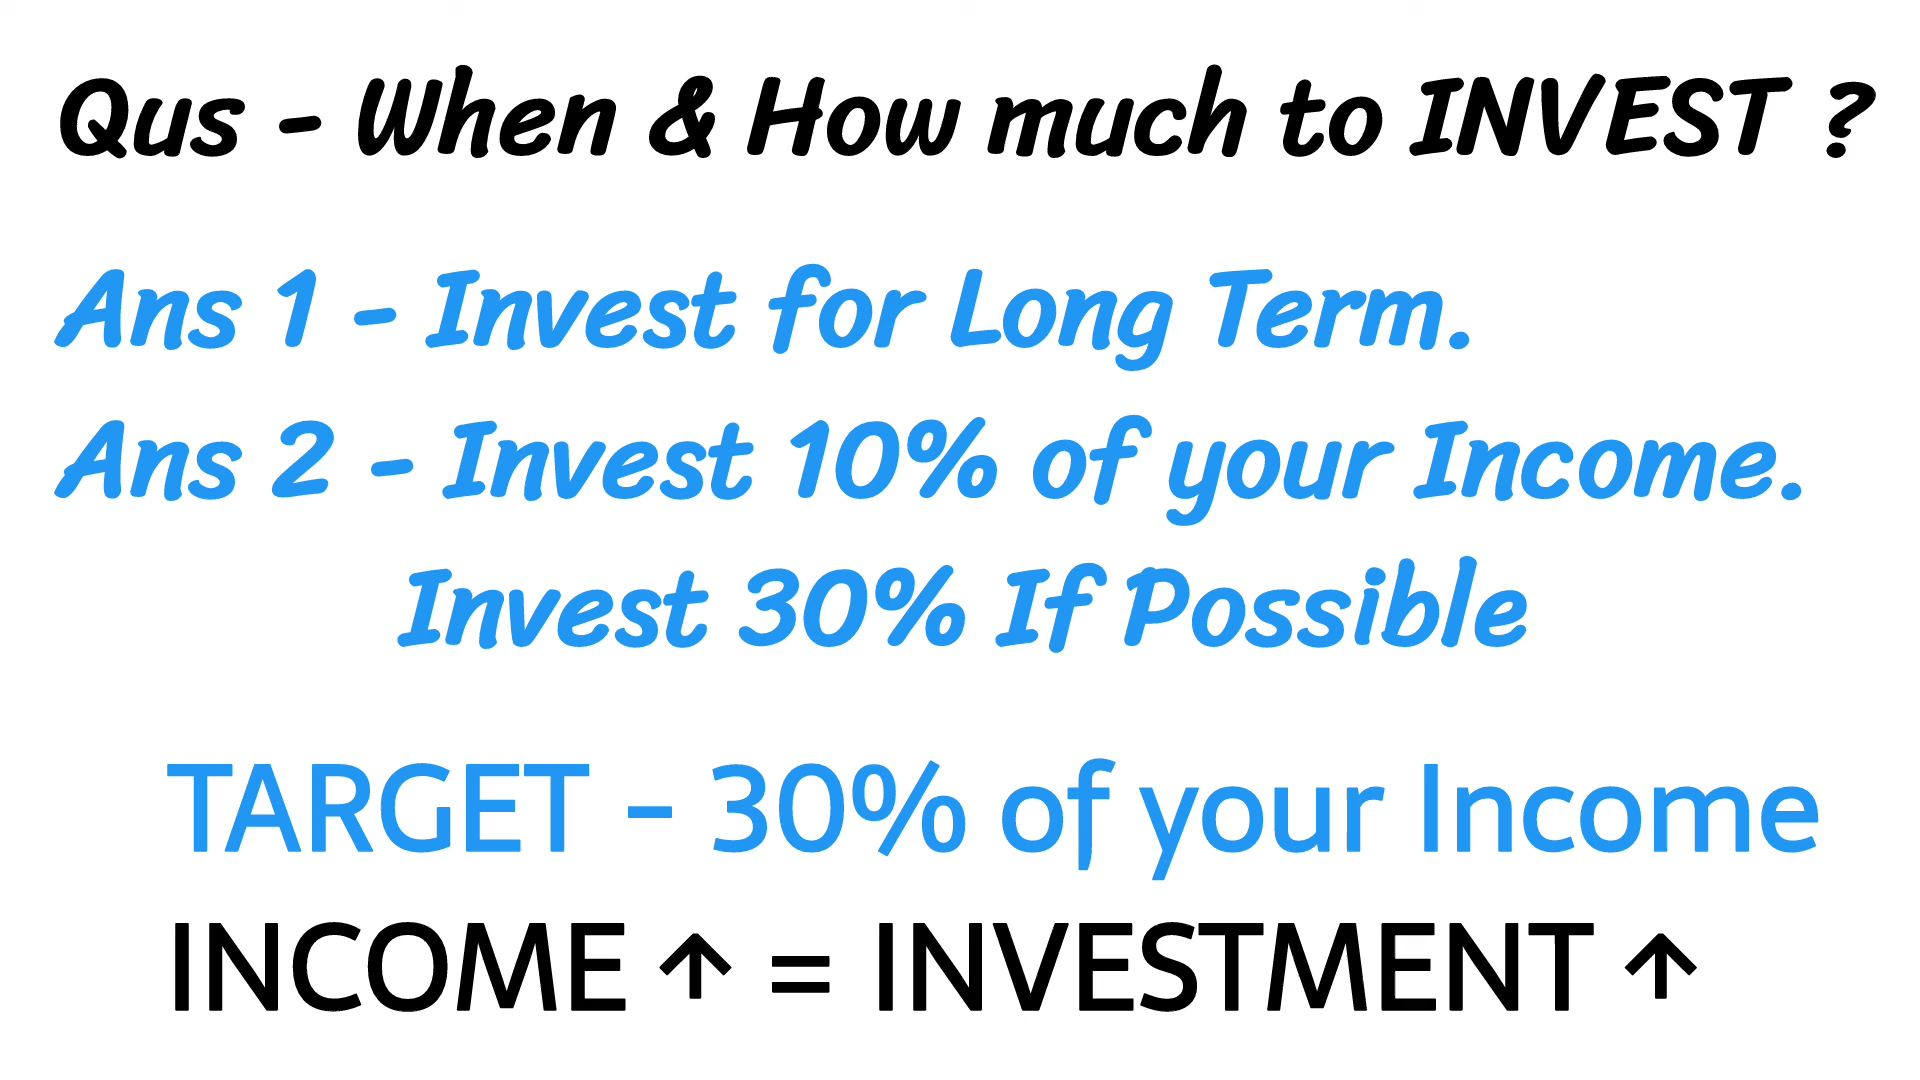 Qus - When & How much to INVEST ?
Ans 1 - Invest for Long Term.
Ans 2 - Invest 10% of your Income.
Invest 30% If Possible
TARGET - 30% of your Income
INCOME ↑ = INVESTMENT ↑